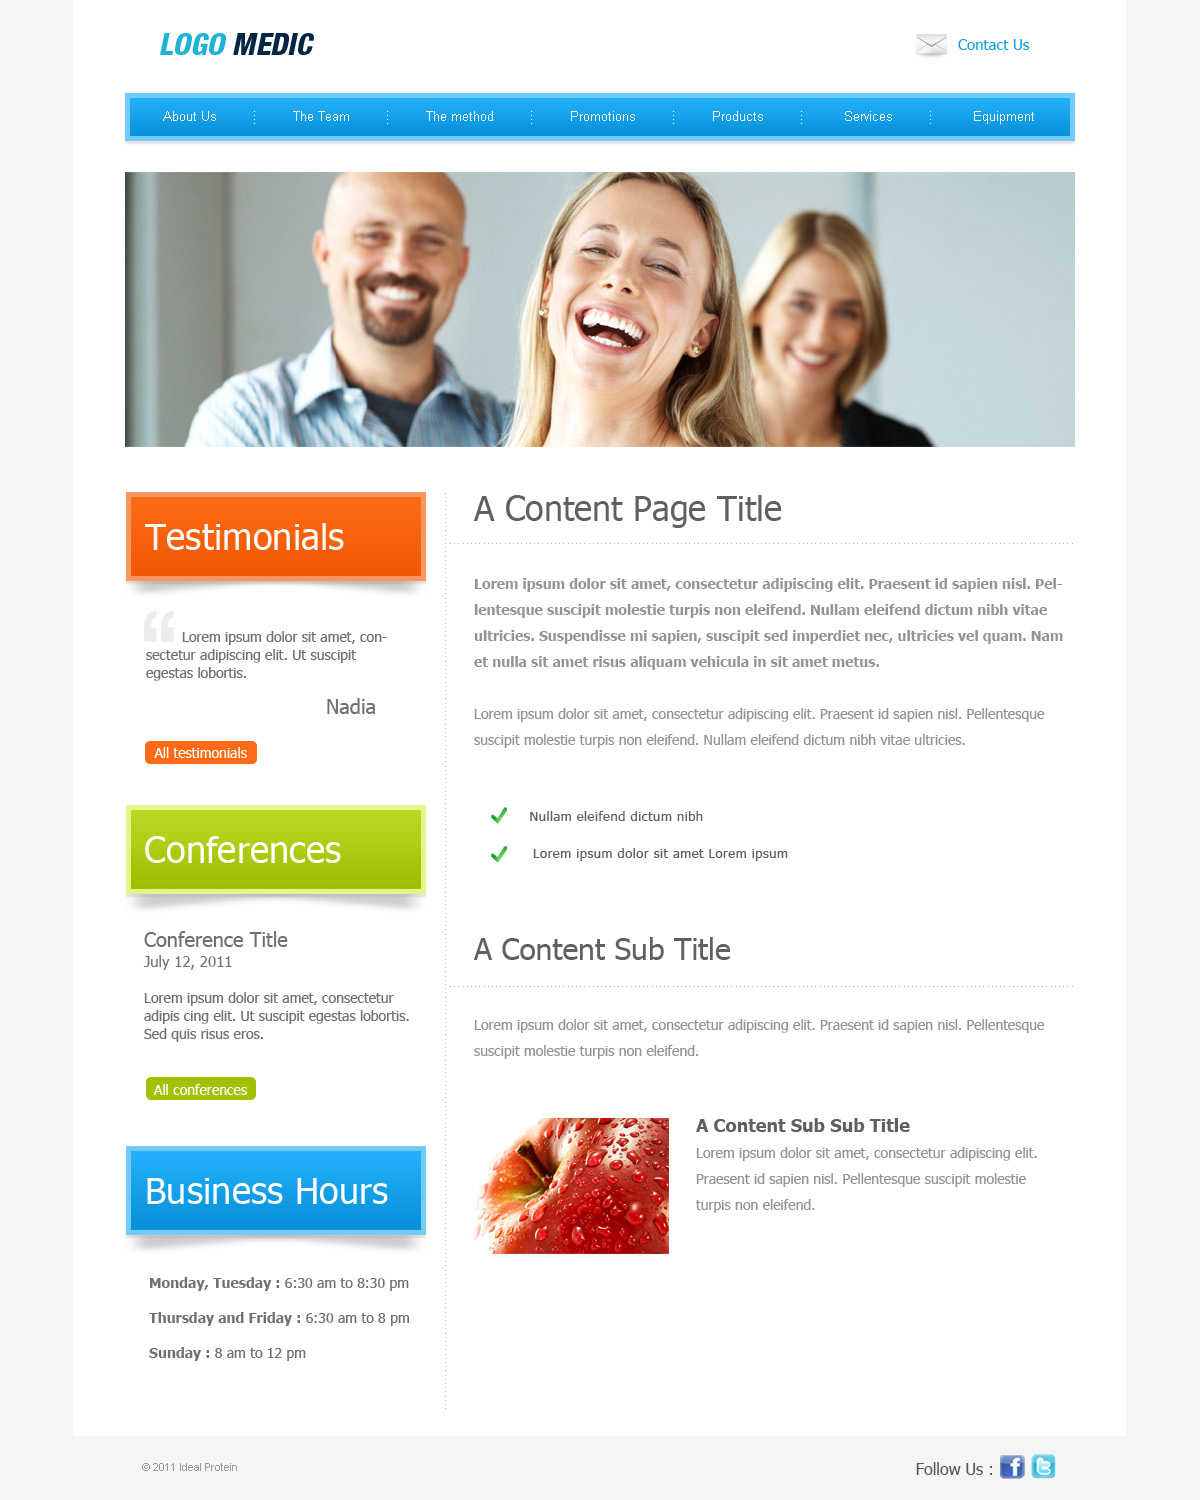 LOGO MEDIC
Contact Us
About Us
The Team
The method
Promotions
Products
Services
Equipment
Testimonials
Lorem ipsum dolor sit amet, con-
sectetur adipiscing elit. Ut suscipit
egestas lobortis.
Nadia
All testimonials
Conferences
Conference Title
July 12, 2011
Lorem ipsum dolor sit amet, consectetur
adipis cing elit. Ut suscipit egestas lobortis.
Sed quis risus eros.
All conferences
Business Hours
Monday, Tuesday : 6:30 am to 8:30 pm
Thursday and Friday : 6:30 am to 8 pm
Sunday : 8 am to 12 pm
A Content Page Title
Lorem ipsum dolor sit amet, consectetur adipiscing elit. Praesent id sapien nisl. Pel-
lentesque suscipit molestie turpis non eleifend. Nullam eleifend dictum nibh vitae
ultricies. Suspendisse mi sapien, suscipit sed imperdiet nec, ultricies vel quam. Nam
et nulla sit amet risus aliquam vehicula in sit amet metus.
Lorem ipsum dolor sit amet, consectetur adipiscing elit. Praesent id sapien nisl. Pellentesque
suscipit molestie turpis non eleifend. Nullam eleifend dictum nibh vitae ultricies.
Nullam eleifend dictum nibh
Lorem ipsum dolor sit amet Lorem ipsum
A Content Sub Title
Lorem ipsum dolor sit amet, consectetur adipiscing elit. Praesent id sapien nisl. Pellentesque
suscipit molestie turpis non eleifend.
A Content Sub Sub Title
Lorem ipsum dolor sit amet, consectetur adipiscing elit.
Praesent id sapien nisl. Pellentesque suscipit molestie
turpis non eleifend.
© 2011 Ideal Protein
Follow Us :